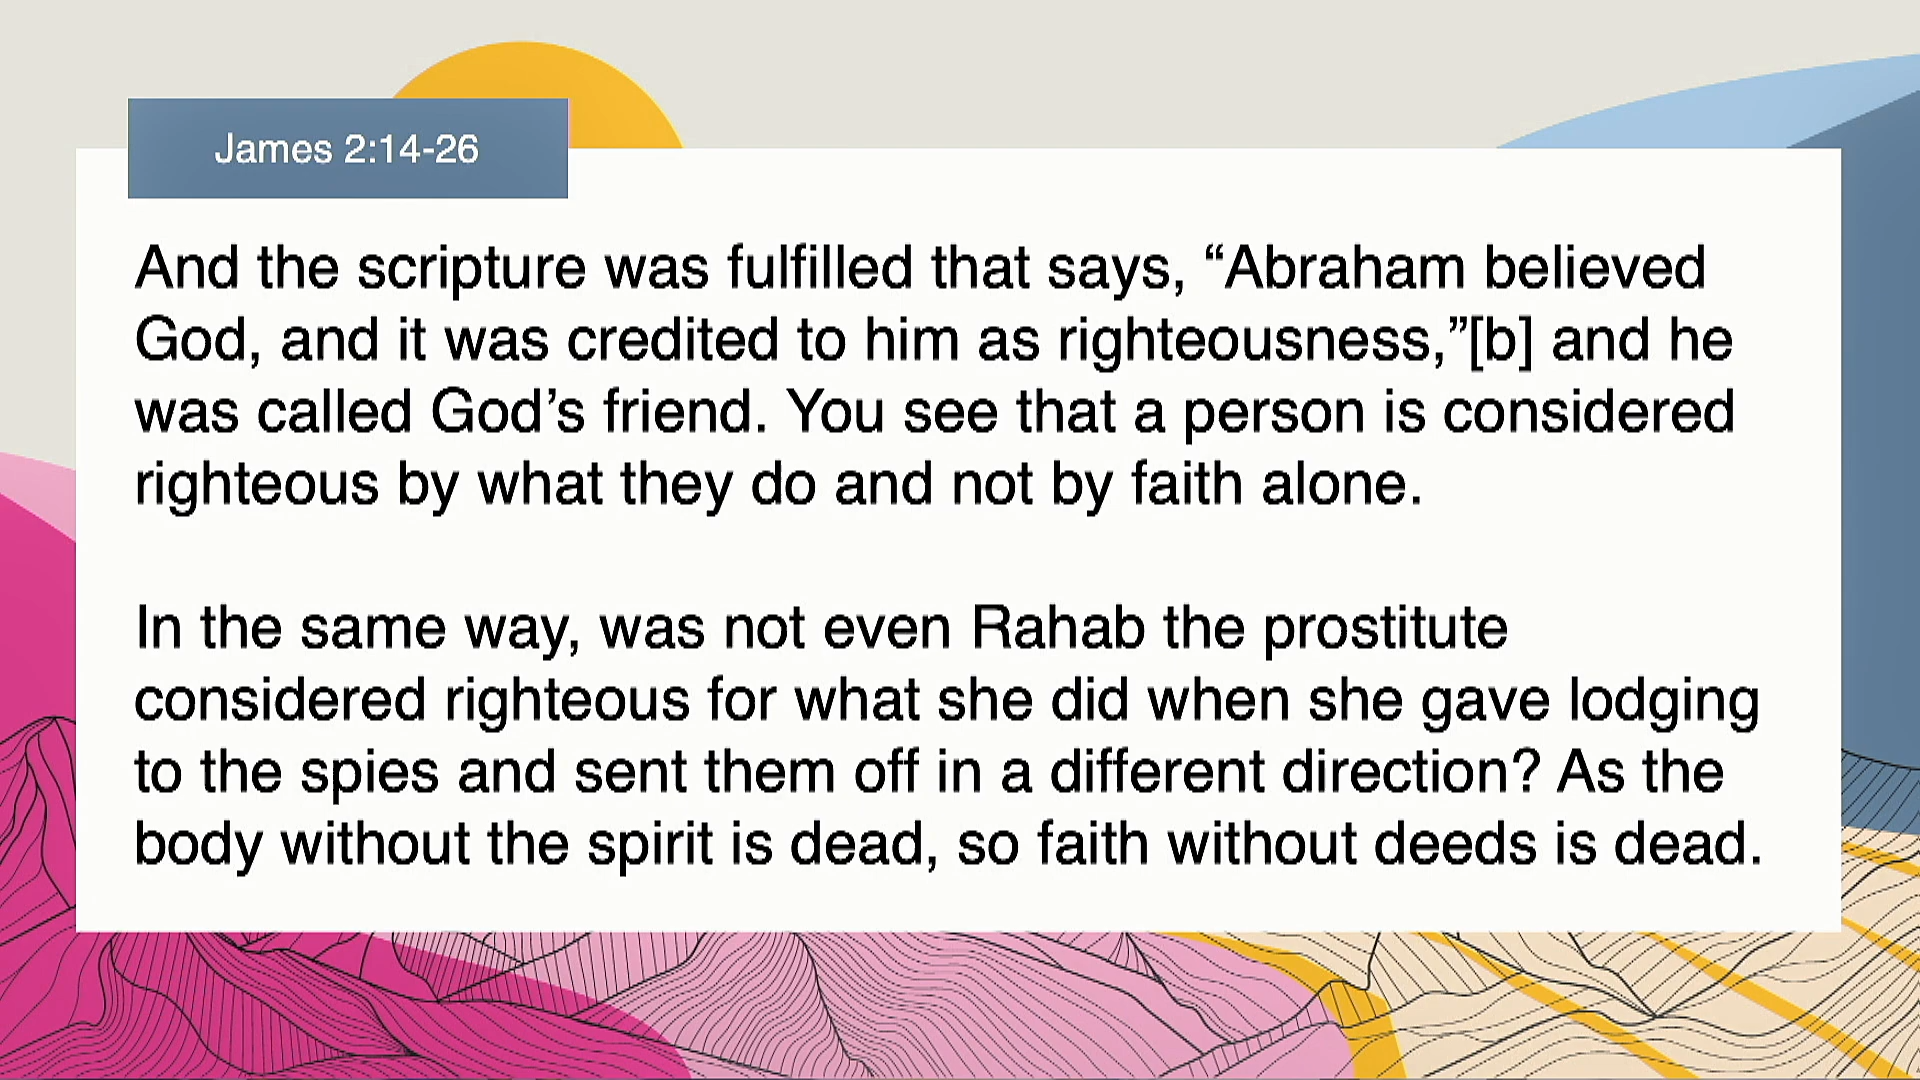 James 2:14-26
And the scripture was fulfilled that says, “Abraham believed
God, and it was credited to him as righteousness,”[b] and he
was called God’s friend. You see that a person is considered
righteous by what they do and not by faith alone.
In the same way, was not even Rahab the prostitute
considered righteous for what she did when she gave lodging
to the spies and sent them off in a different direction? As the
body without the spirit is dead, so faith without deeds is dead.